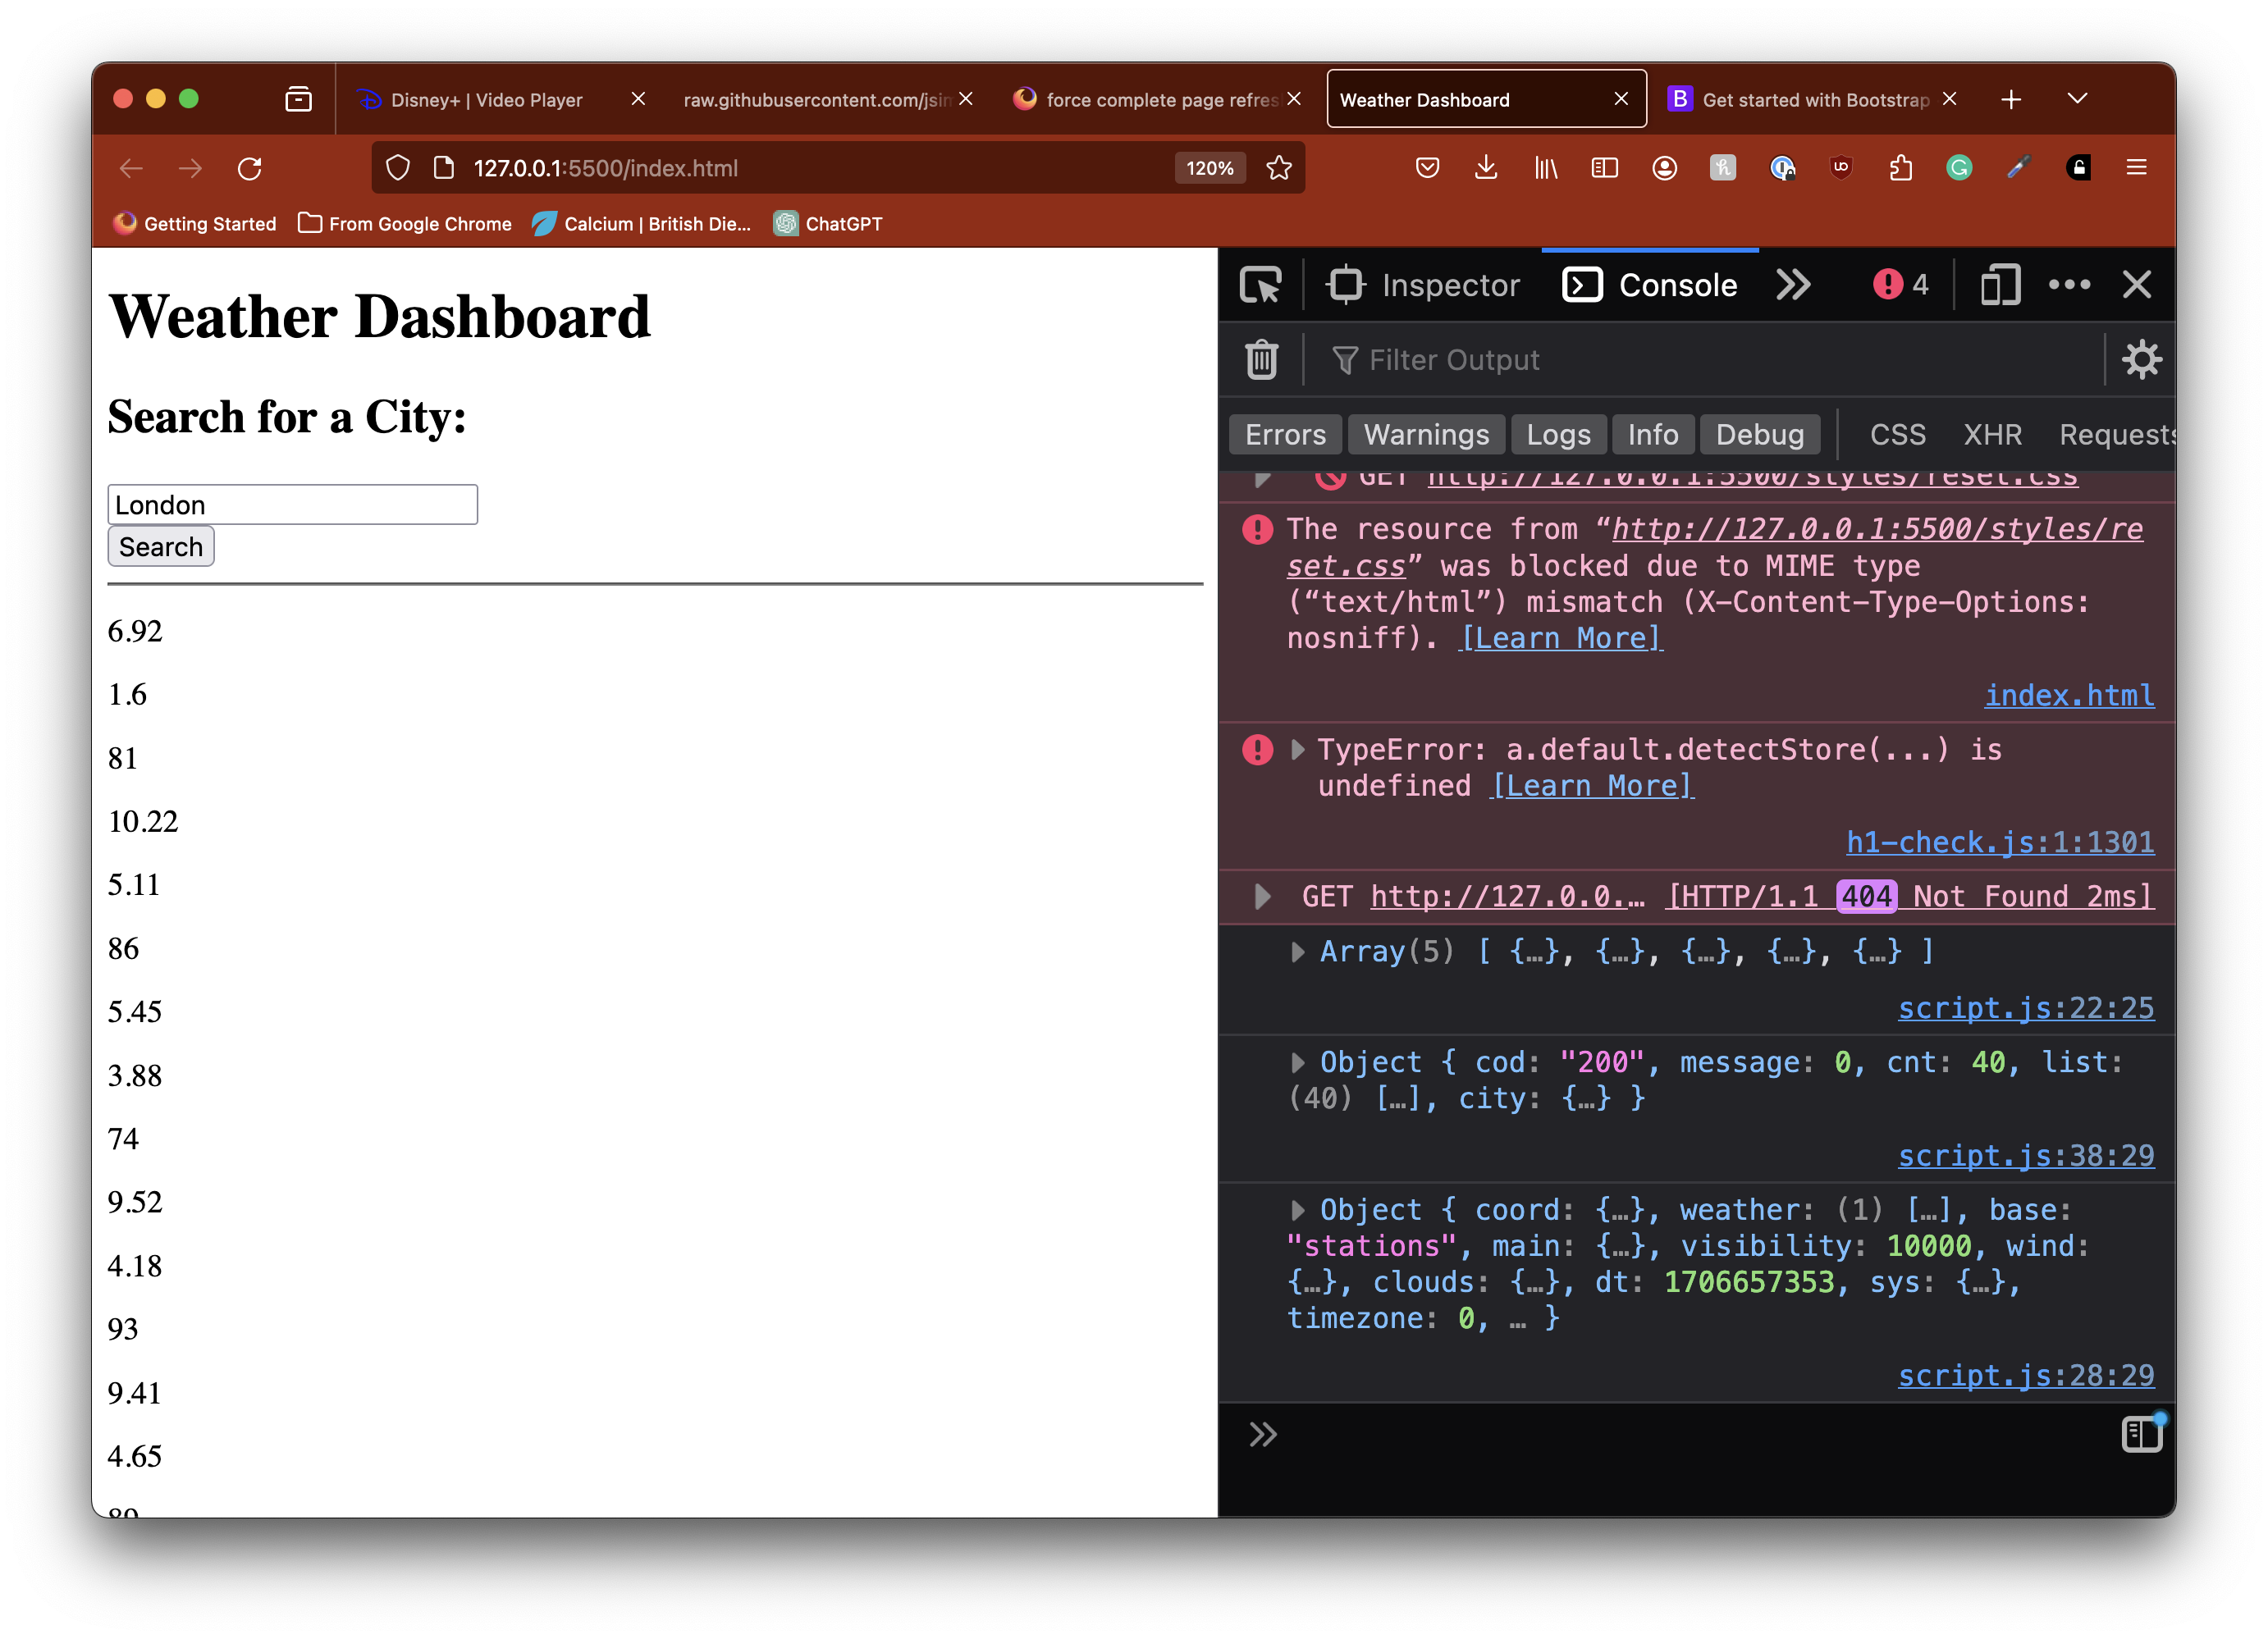 Disney+ | Video Player
raw.githubusercontent.com/jsin
force complete page refres
Weather Dashboard
Get started with Bootstrap
127.0.0.1:5500/index.html
120%
Getting Started
From Google Chrome
Calcium | British Die...
ChatGPT
Weather Dashboard
Search for a City:
London
Search
6.92
1.6
81
10.22
5.11
86
5.45
3.88
74
9.52
4.18
93
9.41
4.65
89
Inspector
Console
4
Filter Output
Errors Warnings Logs Info Debug CSS XHR Requests
GET http://127.0.0.1:5500/styles/reset.css
The resource from “http://127.0.0.1:5500/styles/re
set.css” was blocked due to MIME type
(“text/html”) mismatch (X-Content-Type-Options:
nosniff). [Learn More]
index.html
TypeError: a.default.detectStore(...) is
undefined [Learn More]
h1-check.js:1:1301
GET http://127.0.0.… [HTTP/1.1 404 Not Found 2ms]
Array(5) [ {…}, {…}, {…}, {…}, {…} ]
script.js:22:25
Object { cod: "200", message: 0, cnt: 40, list:
(40) […], city: {…} }
script.js:38:29
Object { coord: {…}, weather: (1) […], base:
"stations", main: {…}, visibility: 10000, wind:
{…}, clouds: {…}, dt: 1706657353, sys: {…},
timezone: 0, … }
script.js:28:29